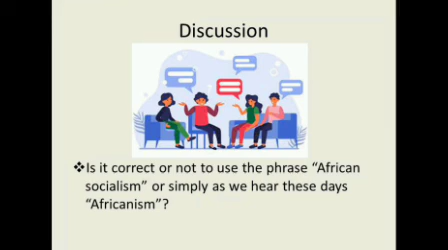 Discussion
❖Is it correct or not to use the phrase “African
socialism” or simply as we hear these days
“Africanism”?